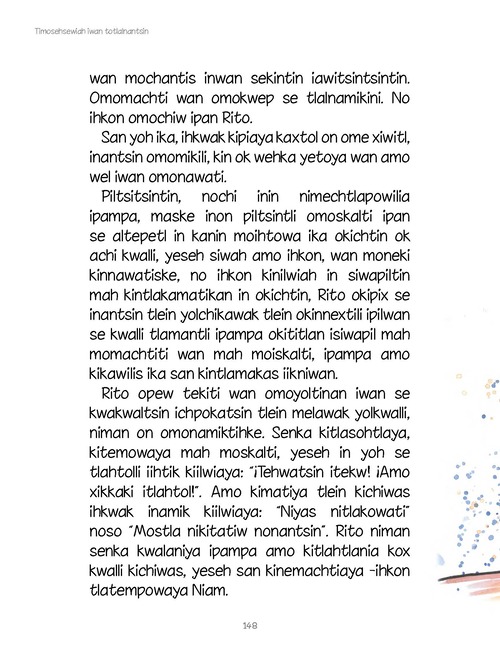 Timosehsewiah iwan totlalnantsin
wan mochantis inwan sekintin iawitsintsintin.
Omomachti wan omokwep se tlalnamikini. No
ihkon omochiw ipan Rito.
San yoh ika, ihkwak kipiaya kaxtol on ome xiwitl,
inantsin omomikili, kin ok wehka yetoya wan amo
wel iwan omonawati.
Piltsitsintin, nochi inin nimechtlapowilia
ipampa, maske inon piltsintli omoskalti ipan
se altepetl in kanin moihtowa ika okichtin ok
achi kwalli, yeseh siwah amo ihkon, wan moneki
kinnawatiske, no ihkon kinilwiah in siwapiltin
mah kintlakamatikan in okichtin, Rito okipix se
inantsin tlein yolchikawak tlein okinnextili ipilwan
se kwalli tlamantli ipampa okititlan isiwapil mah
momachtiti wan mah moiskalti, ipampa amo
kikawilis ika san kintlamakas iikniwan.
Rito opew tekiti wan omoyoltinan iwan se
kwakwaltsin ichpokatsin tlein melawak yolkwalli,
niman on omonamiktihke. Senka kitlasohtlaya,
kitemowaya mah moskalti, yeseh in yoh se
tlahtolli iihtik kiilwiaya: "¡Tehwatsin itekw! ¡Amo
xikkaki itlahtol!". Amo kimatiya tlein kichiwas
ihkwak inamik kiilwiaya: "Niyas nitlakowati"
noso "Mostla nikitatiw nonantsin". Rito niman
senka kwalaniya ipampa amo kitlahtlania kox
kwalli kichiwas, yeseh san kinemachtiaya -ihkon
tlatempowaya Niam.
148